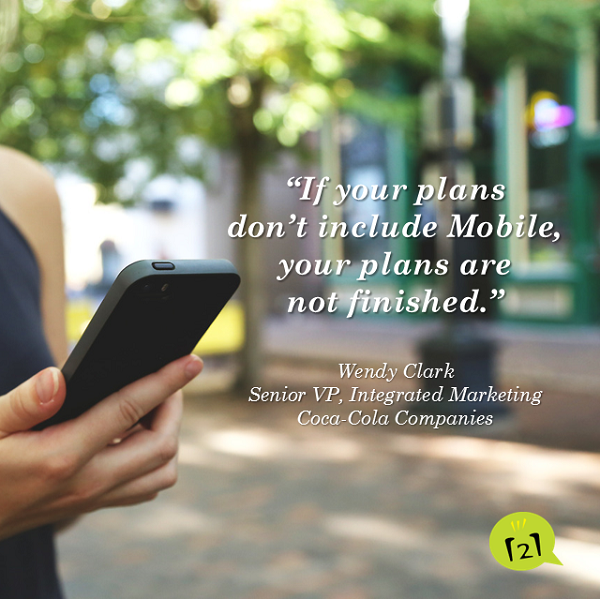 “If your plans
don’t include Mobile,
your plans are
not finished.”
Wendy Clark
Senior VP, Integrated Marketing
Coca-Cola Companies
[2]